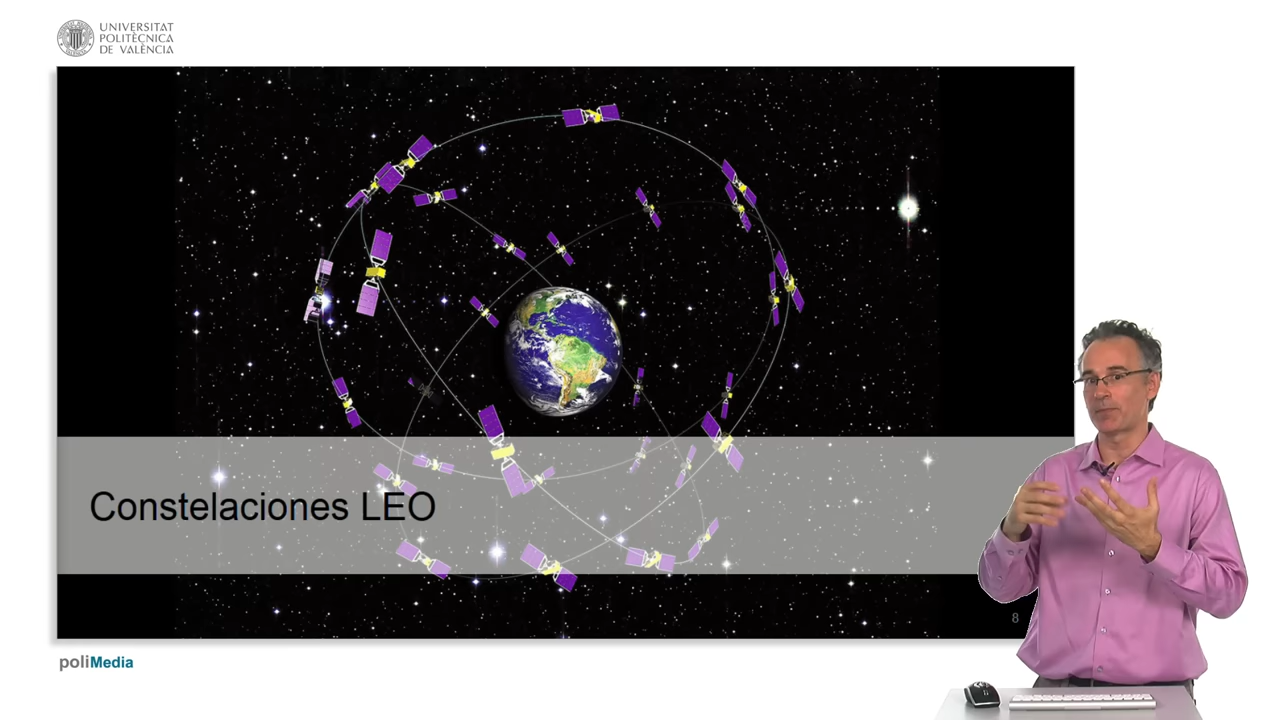 UNIVERSITAT
POLITÈCNICA
DE VALÈNCIA
Constelaciones LEO
8
poliMedia